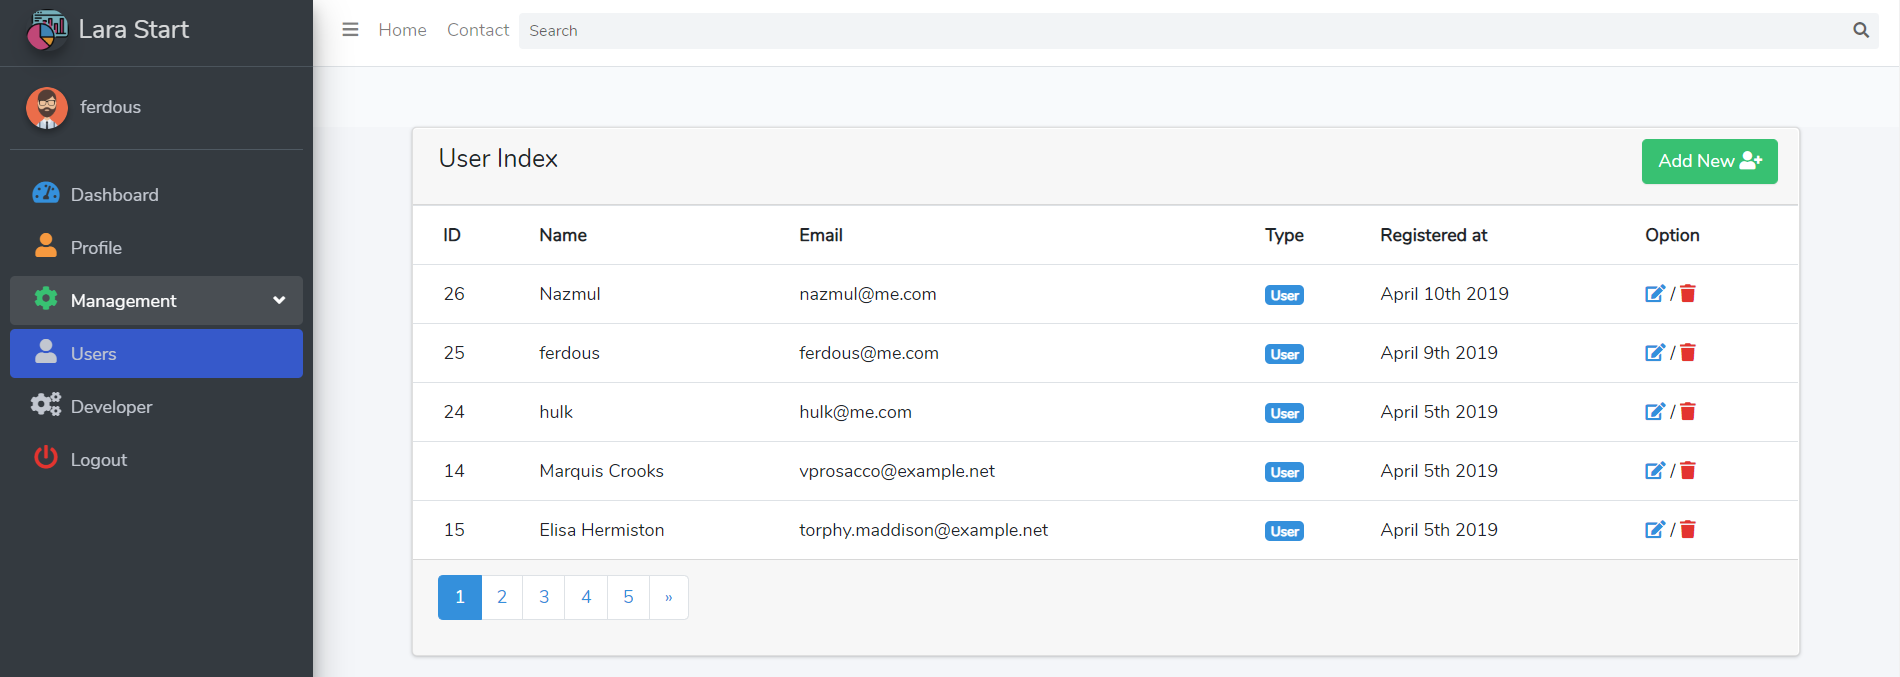 Lara Start
ferdous
Dashboard
Profile
Management
Users
Developer
Logout
Home Contact Search
User Index
Add New
ID Name Email Type Registered at Option
26 Nazmul nazmul@me.com User April 10th 2019 /
25 ferdous ferdous@me.com User April 9th 2019 /
24 hulk hulk@me.com User April 5th 2019 /
14 Marquis Crooks vprosacco@example.net User April 5th 2019 /
15 Elisa Hermiston torphy.maddison@example.net User April 5th 2019 /
1 2 3 4 5 »